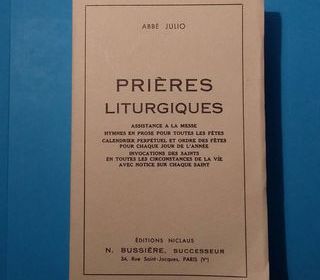 ABBÉ JULIO
PRIÈRES
LITURGIQUES
ASSISTANCE A LA MESSE
HYMNES EN PROSE POUR TOUTES LES FÊTES
CALENDRIER PERPÉTUEL ET ORDRE DES FÊTES
POUR CHAQUE JOUR DE L'ANNÉE
INVOCATIONS DES SAINTS
EN TOUTES LES CIRCONSTANCES DE LA VIE
AVEC NOTICE SUR CHAQUE SAINT
ÉDITIONS NICLAUS
N. BUSSIÈRE, SUCCESSEUR
34, Rue Saint-Jacques, PARIS (Vᵉ)